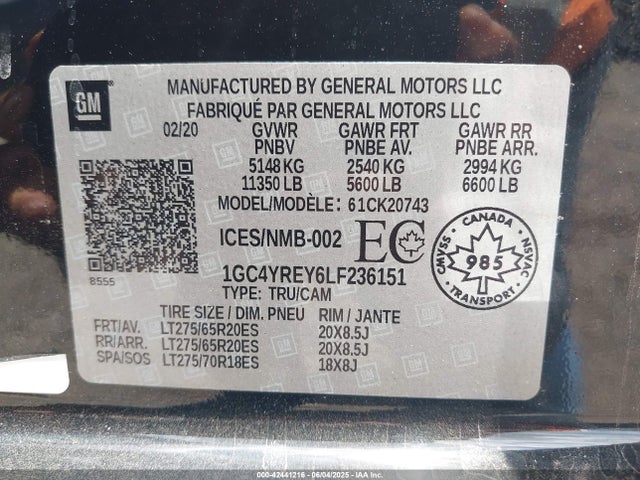 GM
MANUFACTURED BY GENERAL MOTORS LLC
FABRIQUÉ PAR GENERAL MOTORS LLC
02/20 GVWR GAWR FRT GAWR RR
PNBV PNBE AV. PNBE ARR.
5148 KG 2540 KG 2994 KG
11350 LB 5600 LB 6600 LB
MODEL/MODÈLE: 61CK20743
ICES/NMB-002 EC
CANADA
CMVSS 985 NSVAC
TRANSPORT
8555
1GC4YREY6LF236151
TYPE: TRU/CAM
TIRE SIZE / DIM. PNEU RIM / JANTE
FRT/AV. LT275/65R20ES 20X8.5J
RR/ARR. LT275/65R20ES 20X8.5J
SPA/SOS LT275/70R18ES 18X8J
000-42441216 - 06/04/2025 - IAA Inc.